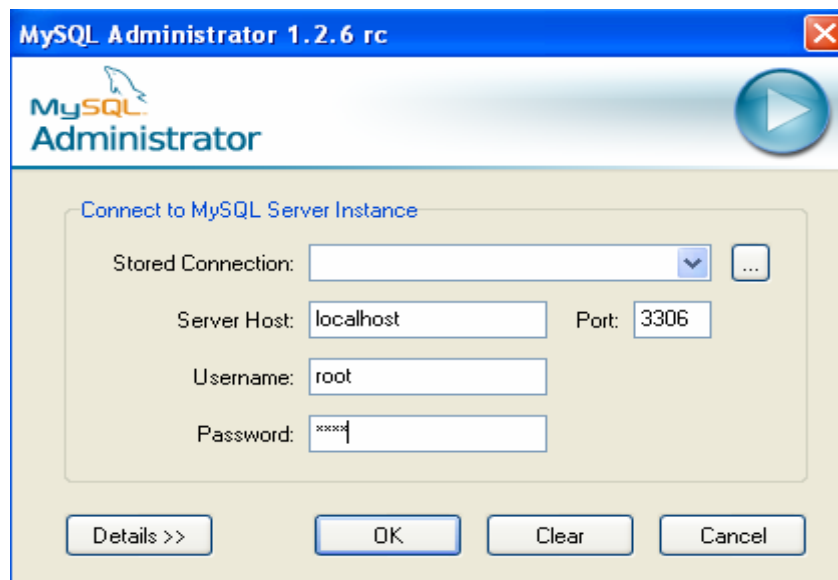 MySQL Administrator 1.2.6 rc
MySQL
Administrator
Connect to MySQL Server Instance
Stored Connection:
...
Server Host: localhost Port: 3306
Username: root
Password: ****
Details >> OK Clear Cancel